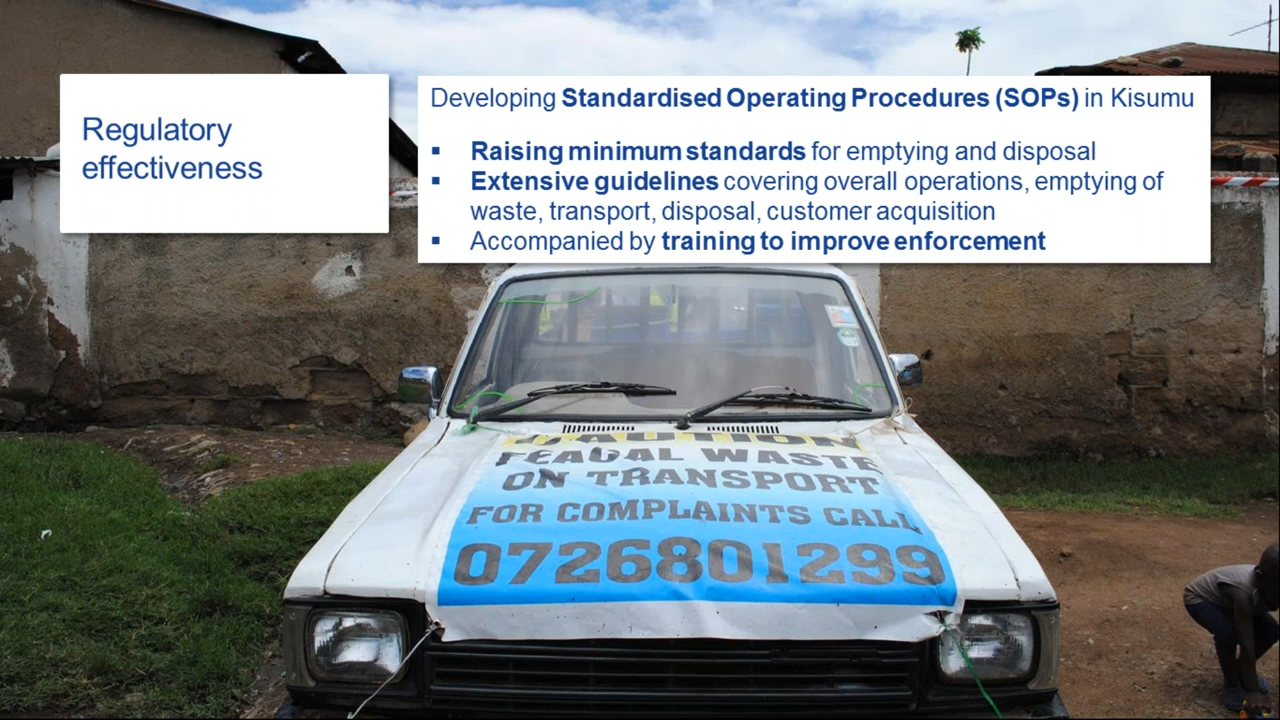 Regulatory
effectiveness
Developing Standardised Operating Procedures (SOPs) in Kisumu
▪ Raising minimum standards for emptying and disposal
▪ Extensive guidelines covering overall operations, emptying of
waste, transport, disposal, customer acquisition
▪ Accompanied by training to improve enforcement
CAUTION
FEACAL WASTE
ON TRANSPORT
FOR COMPLAINTS CALL
0726801299